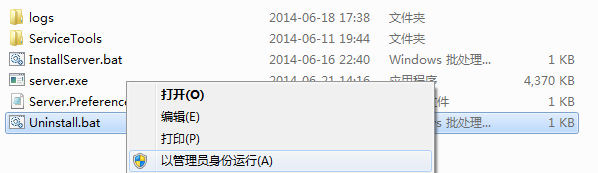 logs 2014-06-18 17:38 文件夹
ServiceTools 2014-06-11 19:44 文件夹
InstallServer.bat 2014-06-16 22:40 Windows 批处理... 1 KB
server.exe 2014-06-21 14:16 应用程序 4,370 KB
Server.Preference 文件 1 KB
Uninstall.bat 批处理... 1 KB
打开(O)
编辑(E)
打印(P)
以管理员身份运行(A)